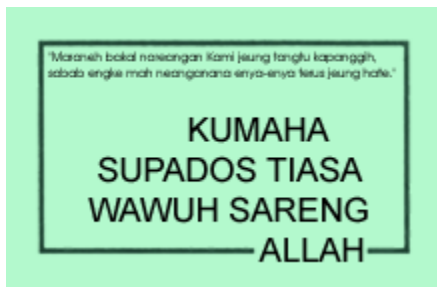 "Maraneh bakal nareangan Kami jeung tangtu kapanggih,
sabab engke mah neanganana enya-enya terus jeung hate."
KUMAHA
SUPADOS TIASA
WAWUH SARENG
ALLAH